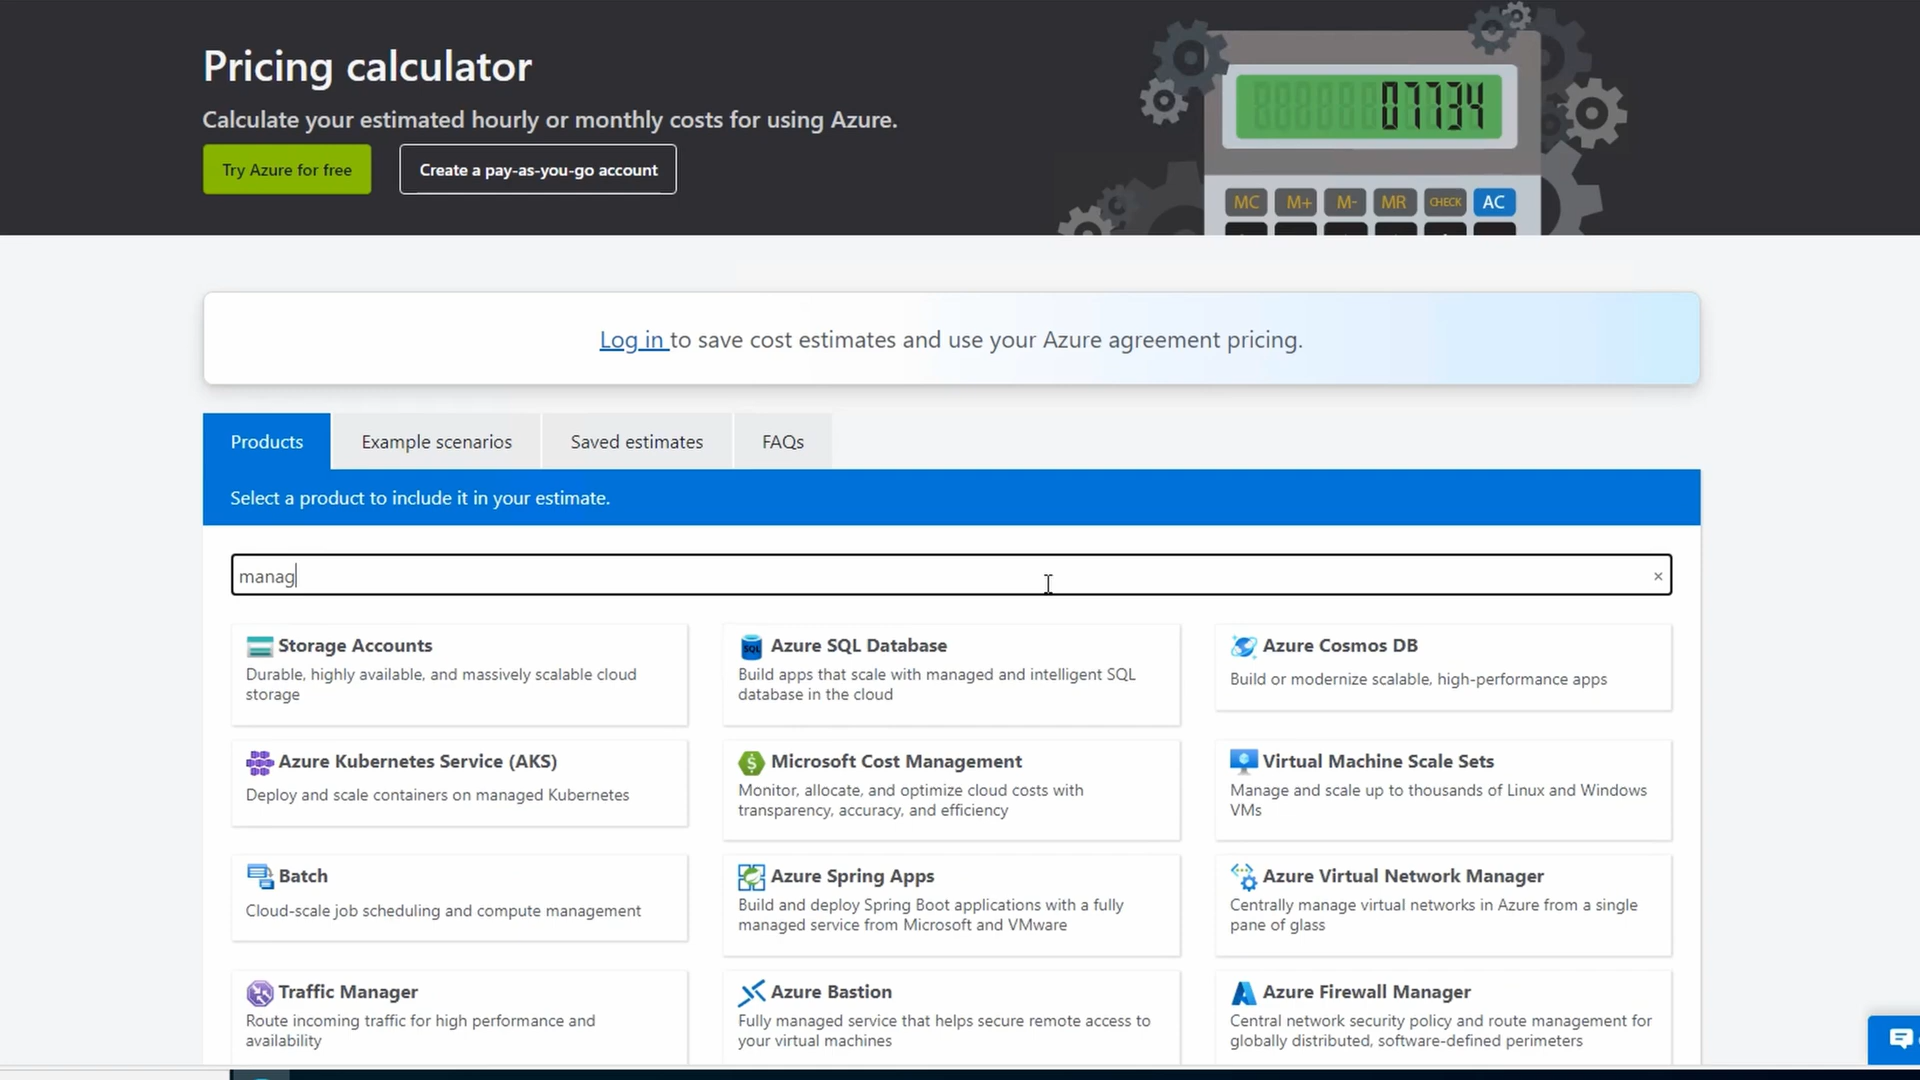 Pricing calculator
Calculate your estimated hourly or monthly costs for using Azure.
Try Azure for free
Create a pay-as-you-go account
07734
MC M+ M- MR CHECK AC
Log in to save cost estimates and use your Azure agreement pricing.
Products
Example scenarios
Saved estimates
FAQs
Select a product to include it in your estimate.
manag
×
Storage Accounts
Durable, highly available, and massively scalable cloud
storage
Azure SQL Database
Build apps that scale with managed and intelligent SQL
database in the cloud
Azure Cosmos DB
Build or modernize scalable, high-performance apps
Azure Kubernetes Service (AKS)
Deploy and scale containers on managed Kubernetes
Microsoft Cost Management
Monitor, allocate, and optimize cloud costs with
transparency, accuracy, and efficiency
Virtual Machine Scale Sets
Manage and scale up to thousands of Linux and Windows
VMs
Batch
Cloud-scale job scheduling and compute management
Azure Spring Apps
Build and deploy Spring Boot applications with a fully
managed service from Microsoft and VMware
Azure Virtual Network Manager
Centrally manage virtual networks in Azure from a single
pane of glass
Traffic Manager
Route incoming traffic for high performance and
availability
Azure Bastion
Fully managed service that helps secure remote access to
your virtual machines
Azure Firewall Manager
Central network security policy and route management for
globally distributed, software-defined perimeters